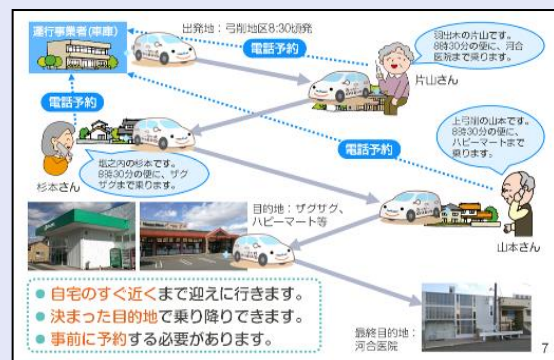 運行事業者(車庫)
出発地：弓削地区8:30頃発
電話予約
羽出木の片山です。
8時30分の便に、河合
医院まで乗ります。
片山さん
電話予約
塩之内の杉本です。
8時30分の便に、ザグ
ザグまで乗ります。
杉本さん
電話予約
上弓削の山本です。
8時30分の便に、
ハピーマートまで
乗ります。
山本さん
目的地：ザグザグ、
ハピーマート等
● 自宅のすぐ近くまで迎えに行きます。
● 決まった目的地で乗り降りできます。
● 事前に予約する必要があります。
最終目的地：
河合医院
7